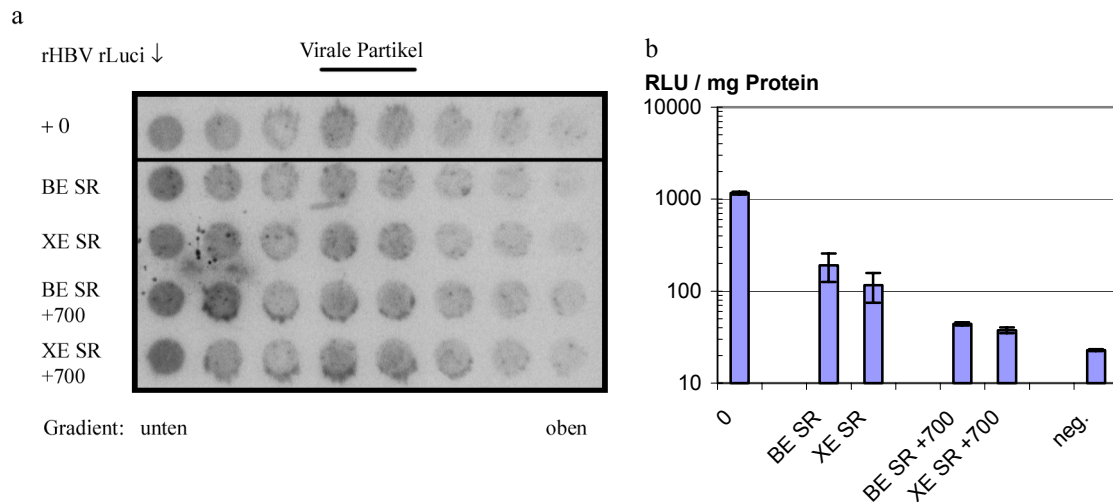 a
rHBV rLuci ↓
Virale Partikel
+ 0
BE SR
XE SR
BE SR
+700
XE SR
+700
Gradient: unten
oben
b
RLU / mg Protein
10000
1000
100
10
0
BE SR
XE SR
BE SR +700
XE SR +700
neg.